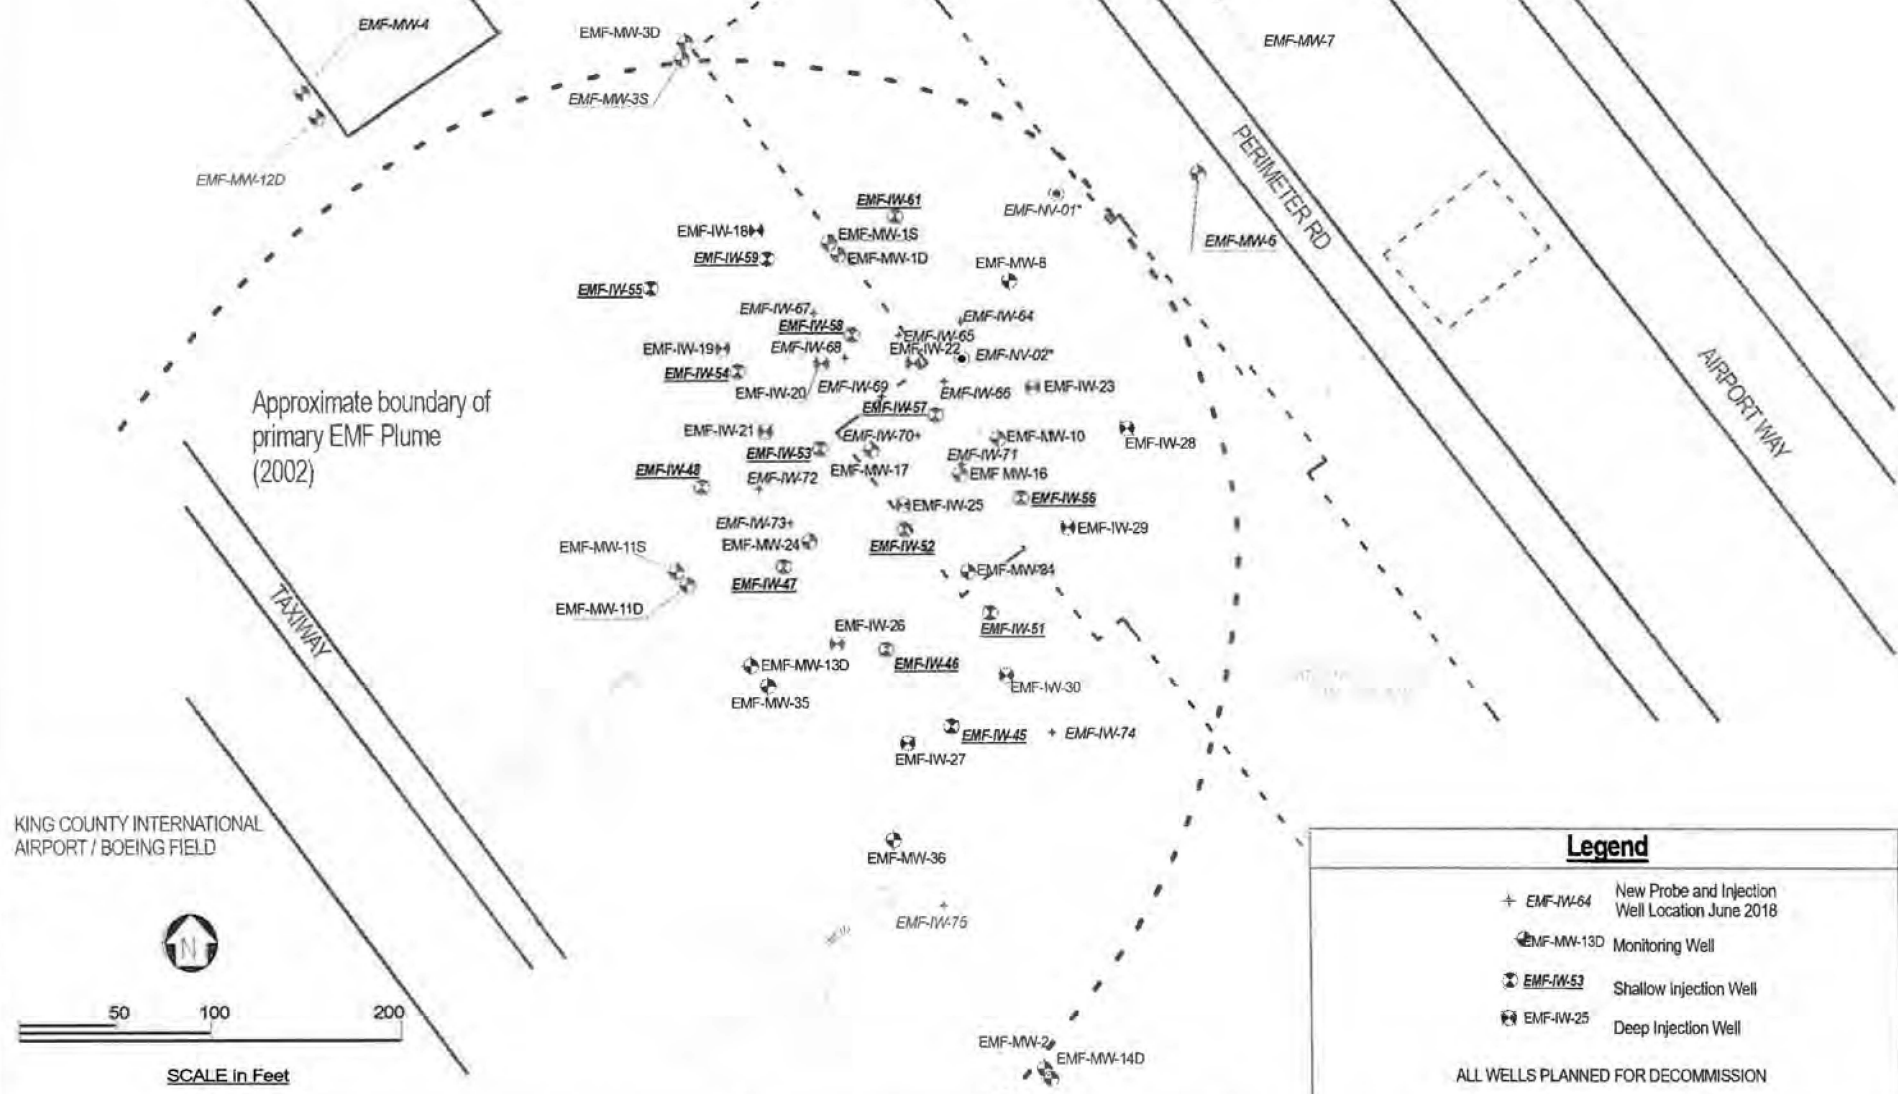 EMF-MW-4
EMF-MW-3D
EMF-MW-7
EMF-MW-3S
EMF-MW-12D
PERIMETER RD
EMF-IW-61
EMF-NV-01*
EMF-IW-18
EMF-MW-1S
EMF-MW-6
EMF-IW-59
EMF-MW-1D
EMF-MW-8
EMF-IW-55
EMF-IW-67
EMF-IW-64
EMF-IW-58
EMF-IW-65
EMF-IW-19
EMF-IW-68
EMF-IW-22
EMF-NV-02*
AIRPORT WAY
EMF-IW-54
EMF-IW-20
EMF-IW-69
EMF-IW-66
EMF-IW-23
Approximate boundary of
primary EMF Plume
(2002)
EMF-IW-57
EMF-IW-21
EMF-IW-70+
EMF-MW-10
EMF-IW-28
EMF-IW-53
EMF-IW-71
EMF-IW-48
EMF-MW-17
EMF MW-16
EMF-IW-72
EMF-IW-56
EMF-IW-25
EMF-IW-73+
EMF-IW-29
EMF-MW-11S
EMF-MW-24
EMF-IW-52
EMF-IW-47
TAXIWAY
EMF-MW-11D
EMF-IW-26
EMF-IW-51
EMF-MW-13D
EMF-IW-46
EMF-IW-30
EMF-MW-35
EMF-IW-45
EMF-IW-74
EMF-IW-27
KING COUNTY INTERNATIONAL
AIRPORT / BOEING FIELD
EMF-MW-36
EMF-IW-75
N
50 100 200
SCALE in Feet
EMF-MW-2
EMF-MW-14D
Legend
EMF-IW-64 New Probe and Injection
Well Location June 2018
EMF-MW-13D Monitoring Well
EMF-IW-53 Shallow Injection Well
EMF-IW-25 Deep Injection Well
ALL WELLS PLANNED FOR DECOMMISSION